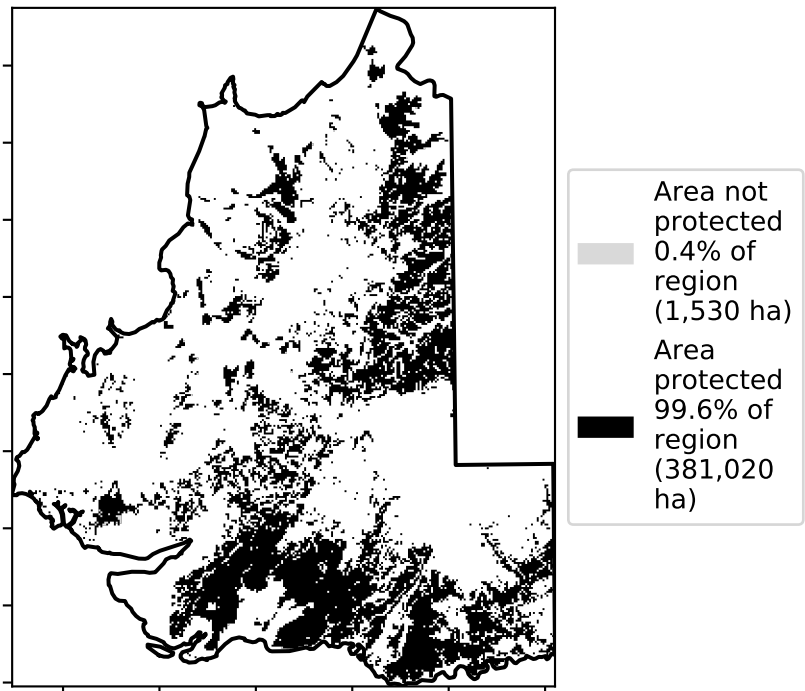 Area not
protected
0.4% of
region
(1,530 ha)
Area
protected
99.6% of
region
(381,020
ha)